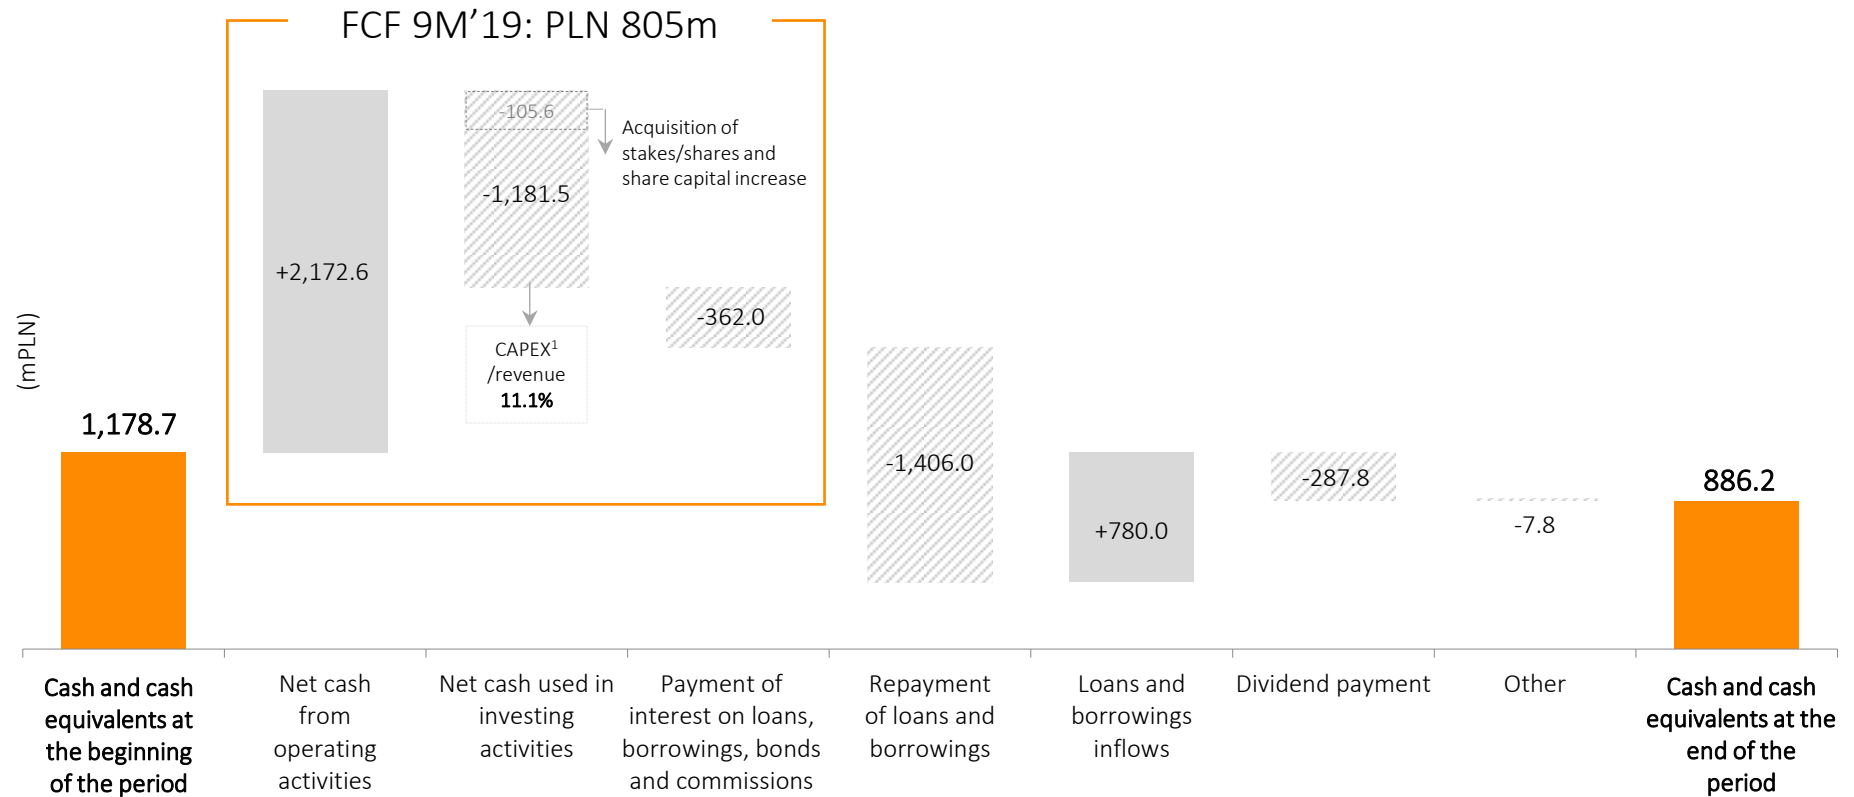 FCF 9M’19: PLN 805m
-105.6
Acquisition of
stakes/shares and
share capital increase
-1,181.5
+2,172.6
-362.0
CAPEX¹
/revenue
11.1%
(mPLN)
1,178.7
-1,406.0
+780.0
-287.8
-7.8
886.2
Cash and cash
equivalents at
the beginning
of the period
Net cash
from
operating
activities
Net cash used in
investing
activities
Payment of
interest on loans,
borrowings, bonds
and commissions
Repayment
of loans and
borrowings
Loans and
borrowings
inflows
Dividend payment
Other
Cash and cash
equivalents at the
end of the
period